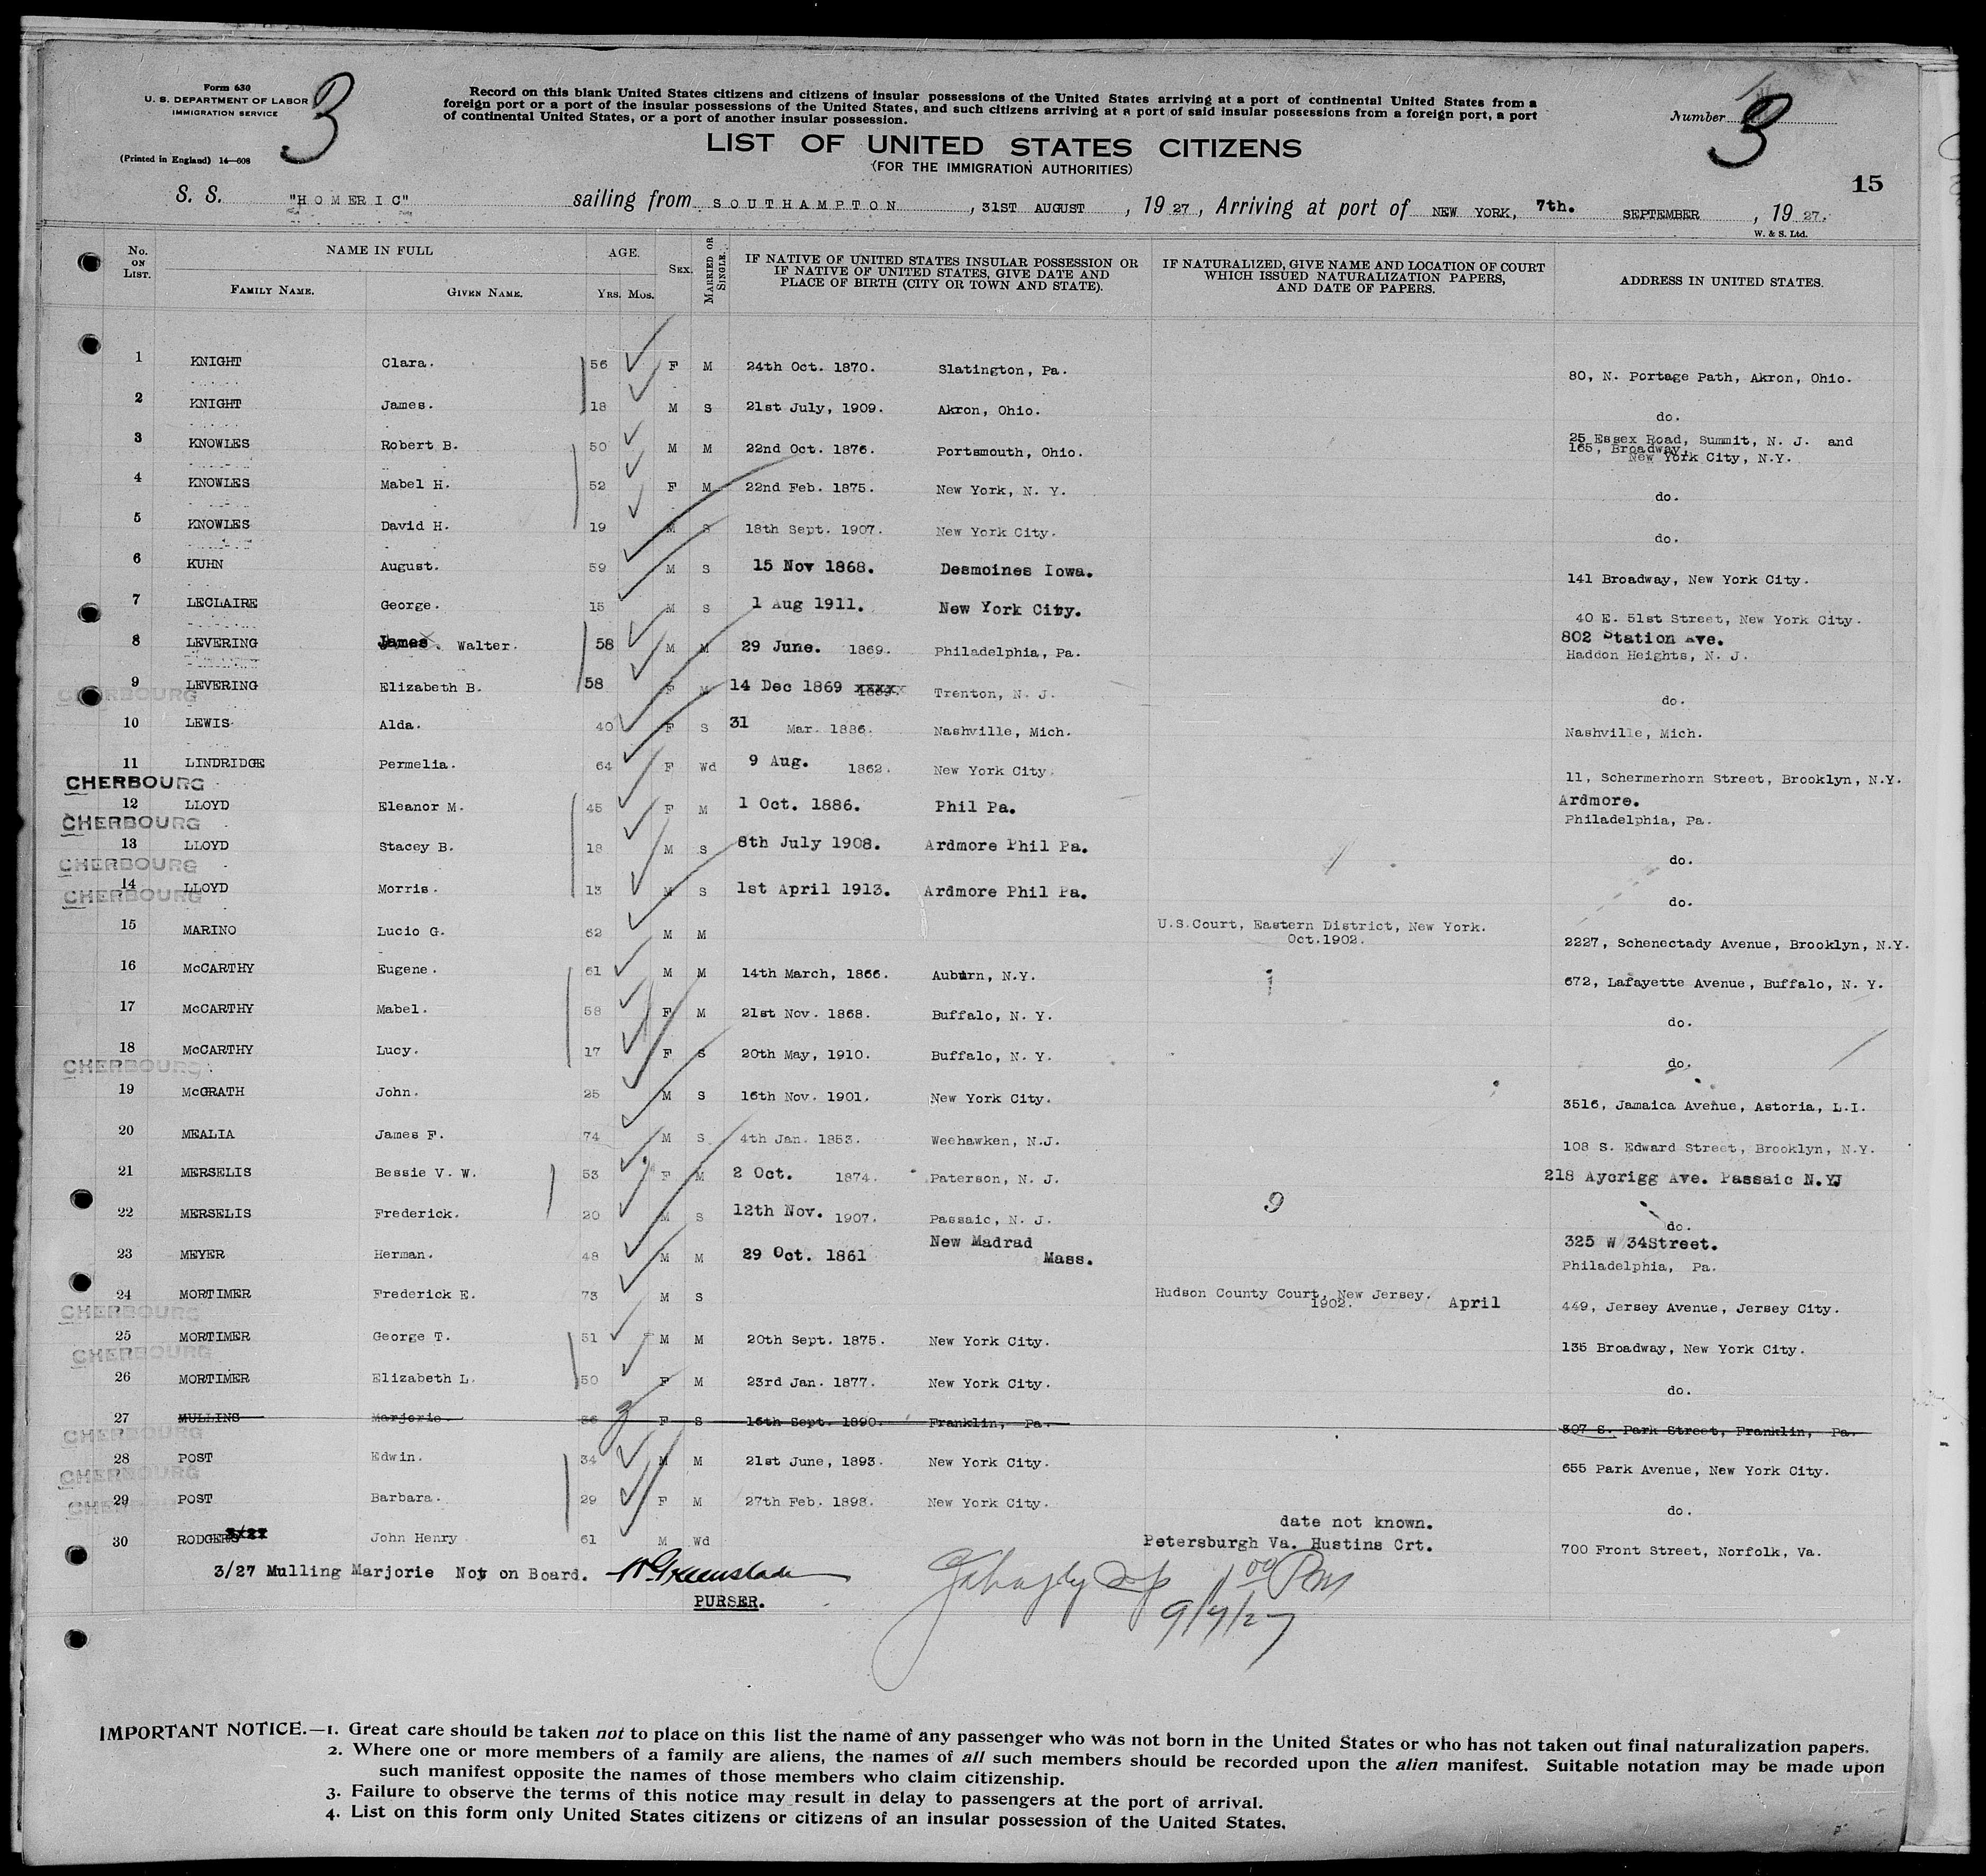 Form 630
U. S. DEPARTMENT OF LABOR
IMMIGRATION SERVICE
(Printed in England) 14—608
3
Record on this blank United States citizens and citizens of insular possessions of the United States arriving at a port of continental United States from a
foreign port or a port of the insular possessions of the United States, and such citizens arriving at a port of said insular possessions from a foreign port, a port
of continental United States, or a port of another insular possession.
LIST OF UNITED STATES CITIZENS
(FOR THE IMMIGRATION AUTHORITIES)
Number 3
15
S. S. "HOMERIC" sailing from SOUTHAMPTON, 31ST AUGUST, 1927, Arriving at port of NEW YORK, 7th. SEPTEMBER, 1927.
W. & S. Ltd.
No. ON LIST. NAME IN FULL AGE. SEX. MARRIED OR SINGLE. IF NATIVE OF UNITED STATES INSULAR POSSESSION OR IF NATIVE OF UNITED STATES, GIVE DATE AND PLACE OF BIRTH (CITY OR TOWN AND STATE). IF NATURALIZED, GIVE NAME AND LOCATION OF COURT WHICH ISSUED NATURALIZATION PAPERS, AND DATE OF PAPERS. ADDRESS IN UNITED STATES.
FAMILY NAME. GIVEN NAME. YRS. MOS.
1 KNIGHT Clara. 56 F M 24th Oct. 1870. Slatington, Pa. 80, N. Portage Path, Akron, Ohio.
2 KNIGHT James. 18 M S 21st July, 1909. Akron, Ohio. do.
3 KNOWLES Robert B. 50 M M 22nd Oct. 1876. Portsmouth, Ohio. 25 Essex Road, Summit, N. J. and
165, Broadway,
New York City, N.Y.
4 KNOWLES Mabel H. 52 F M 22nd Feb. 1875. New York, N. Y. do.
5 KNOWLES David H. 19 M S 18th Sept. 1907. New York City. do.
6 KUHN August. 59 M S 15 Nov 1868. Desmoines Iowa. 141 Broadway, New York City.
7 LECLAIRE George. 15 M S 1 Aug 1911. New York City. 40 E. 51st Street, New York City.
8 LEVERING James. Walter. 58 M M 29 June. 1869. Philadelphia, Pa. 802 Station Ave.
Haddon Heights, N. J.
CHERBOURG
9 LEVERING Elizabeth B. 58 F M 14 Dec 1869 xxxxx Trenton, N. J. do.
10 LEWIS Alda. 40 F S 31 Mar. 1886. Nashville, Mich. Nashville, Mich.
11 LINDRIDGE Permelia. 64 F Wd 9 Aug. 1862. New York City. 11, Schermerhorn Street, Brooklyn, N.Y.
CHERBOURG
12 LLOYD Eleanor M. 45 F M 1 Oct. 1886. Phil Pa. Ardmore.
Philadelphia, Pa.
CHERBOURG
13 LLOYD Stacey B. 18 M S 8th July 1908. Ardmore Phil Pa. do.
CHERBOURG
14 LLOYD Morris. 13 M S 1st April 1913. Ardmore Phil Pa. do.
CHERBOURG
15 MARINO Lucio G. 62 M M U.S.Court, Eastern District, New York.
Oct.1902. 2227, Schenectady Avenue, Brooklyn, N.Y.
16 McCARTHY Eugene. 61 M M 14th March, 1866. Auburn, N.Y. 672, Lafayette Avenue, Buffalo, N. Y.
17 McCARTHY Mabel. 58 F M 21st Nov. 1868. Buffalo, N. Y. do.
18 McCARTHY Lucy. 17 F S 20th May, 1910. Buffalo, N. Y. do.
CHERBOURG
19 McGRATH John. 25 M S 16th Nov. 1901. New York City. 3516, Jamaica Avenue, Astoria, L.I.
20 MEALIA James F. 74 M S 4th Jan. 1853. Weehawken, N.J. 108 S. Edward Street, Brooklyn, N.Y.
21 MERSELIS Bessie V. W. 53 F M 2 Oct. 1874. Paterson, N. J. 218 Aycrigg Ave. Passaic N.YJ
22 MERSELIS Frederick. 20 M S 12th Nov. 1907. Passaic, N. J. 9 do.
23 MEYER Herman. 48 M M 29 Oct. 1861 New Madrad
Mass. 325 W 34Street.
Philadelphia, Pa.
24 MORTIMER Frederick E. 73 M S Hudson County Court, New Jersey.
1902. April 449, Jersey Avenue, Jersey City.
CHERBOURG
25 MORTIMER George T. 51 M M 20th Sept. 1875. New York City. 135 Broadway, New York City.
CHERBOURG
26 MORTIMER Elizabeth L. 50 F M 23rd Jan. 1877. New York City. do.
27 MULLINS Marjorie. 36 F S 16th Sept. 1890. Franklin, Pa. 307 S. Park Street, Franklin, Pa.
CHERBOURG
28 POST Edwin. 34 M M 21st June, 1893. New York City. 655 Park Avenue, New York City.
CHERBOURG
29 POST Barbara. 29 F M 27th Feb. 1898. New York City. do.
CHERBOURG
30 RODGERS 3/27 John Henry 61 M Wd date not known.
Petersburgh Va. Hustins Crt. 700 Front Street, Norfolk, Va.
3/27 Mulling Marjorie Not on Board.
PURSER.
1 00 Pm
9/7/27
IMPORTANT NOTICE.—1. Great care should be taken not to place on this list the name of any passenger who was not born in the United States or who has not taken out final naturalization papers.
2. Where one or more members of a family are aliens, the names of all such members should be recorded upon the alien manifest. Suitable notation may be made upon
such manifest opposite the names of those members who claim citizenship.
3. Failure to observe the terms of this notice may result in delay to passengers at the port of arrival.
4. List on this form only United States citizens or citizens of an insular possession of the United States.